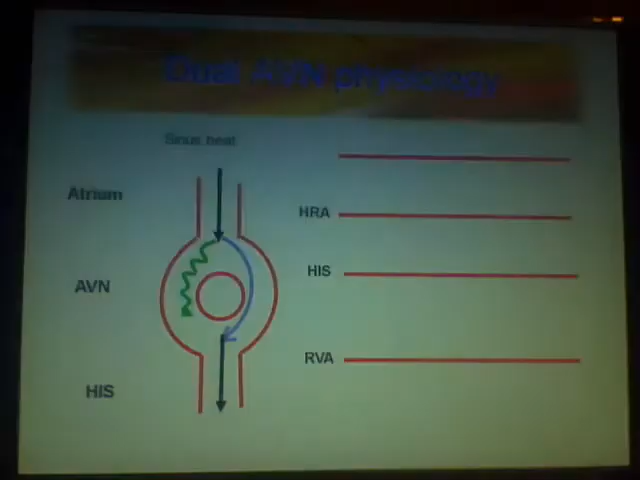 Dual AVN physiology
Sinus beat
Atrium
HRA
HIS
AVN
RVA
HIS